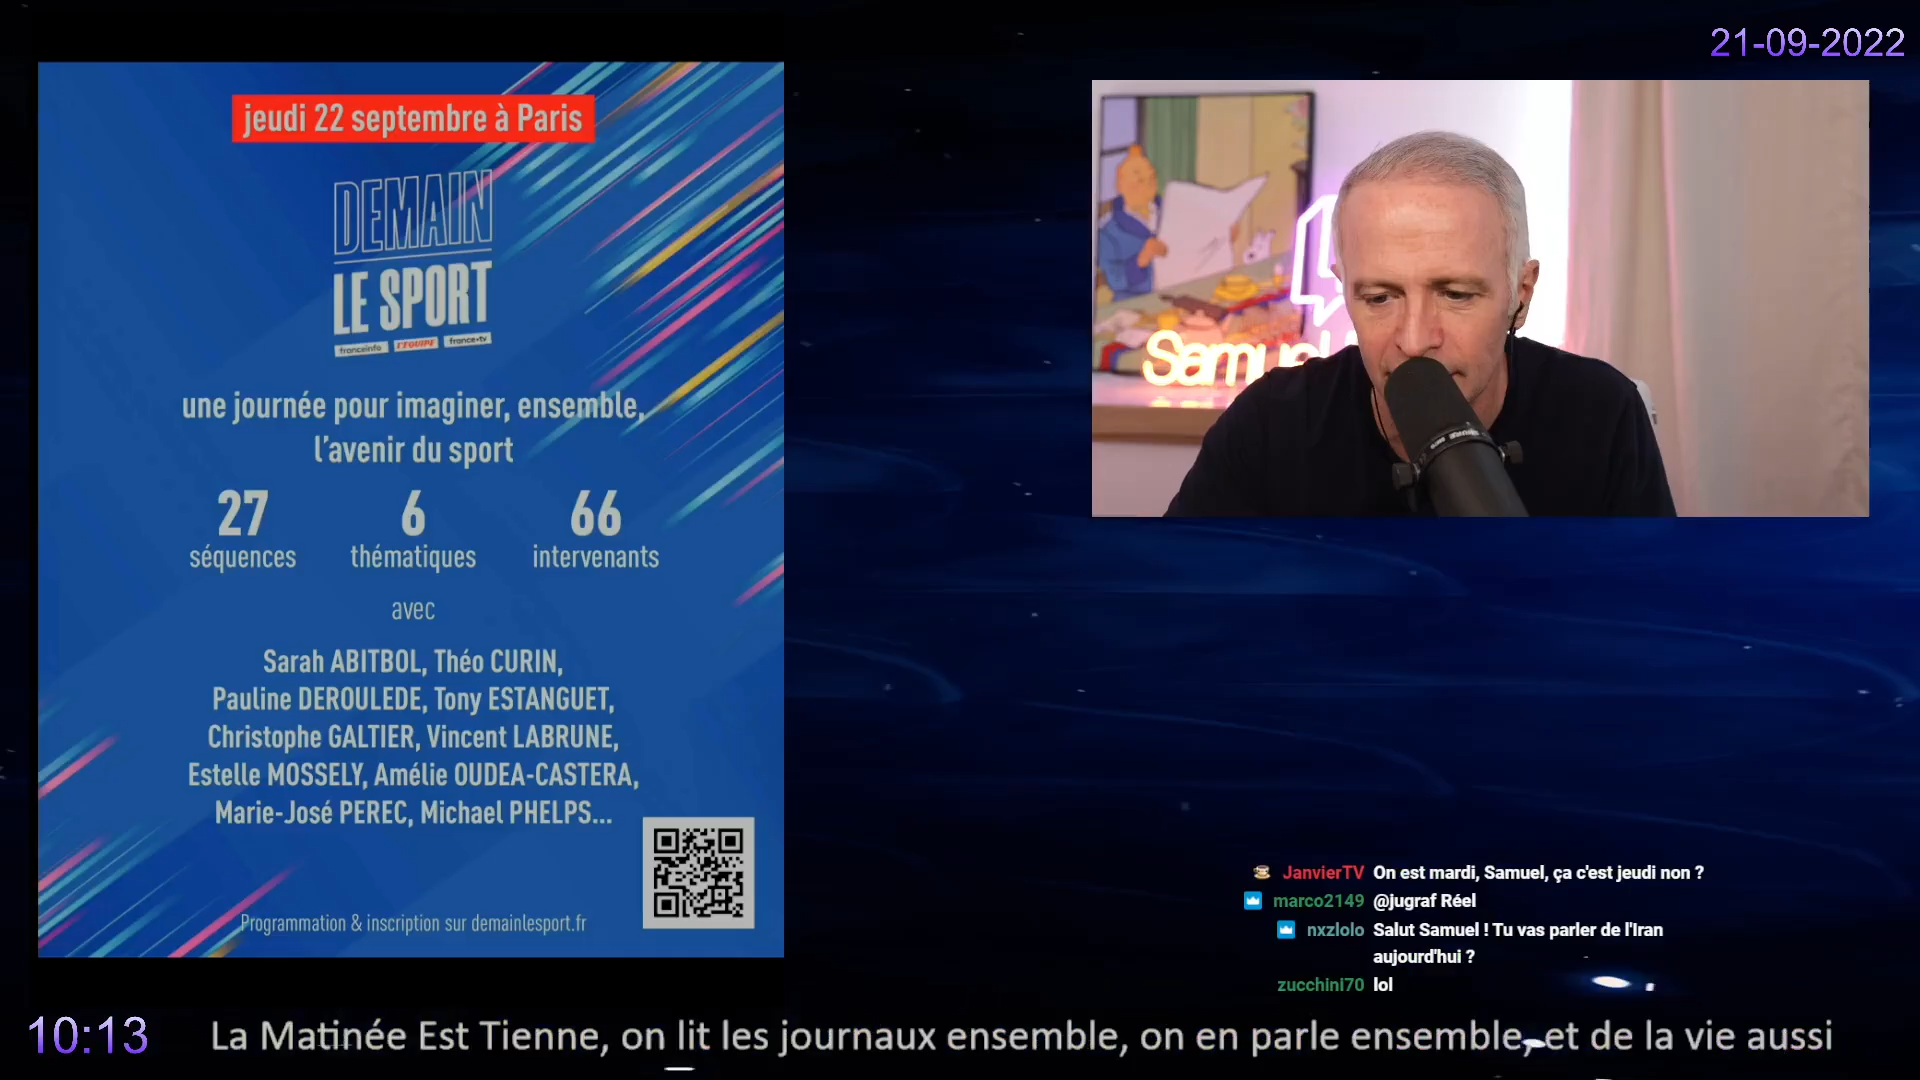 21-09-2022
jeudi 22 septembre à Paris
DEMAIN
LE SPORT
franceinfo L'ÉQUIPE france•tv
une journée pour imaginer, ensemble,
l'avenir du sport
27 6 66
séquences thématiques intervenants
avec
Sarah ABITBOL, Théo CURIN,
Pauline DEROULEDE, Tony ESTANGUET,
Christophe GALTIER, Vincent LABRUNE,
Estelle MOSSELY, Amélie OUDEA-CASTERA,
Marie-José PEREC, Michael PHELPS...
Programmation & inscription sur demainlesport.fr
Samuel
SHURE
JanvierTV On est mardi, Samuel, ça c'est jeudi non ?
marco2149 @jugraf Réel
nxzlolo Salut Samuel ! Tu vas parler de l'Iran
aujourd'hui ?
zucchini70 lol
10:13 La Matinée Est Tienne, on lit les journaux ensemble, on en parle ensemble, et de la vie aussi